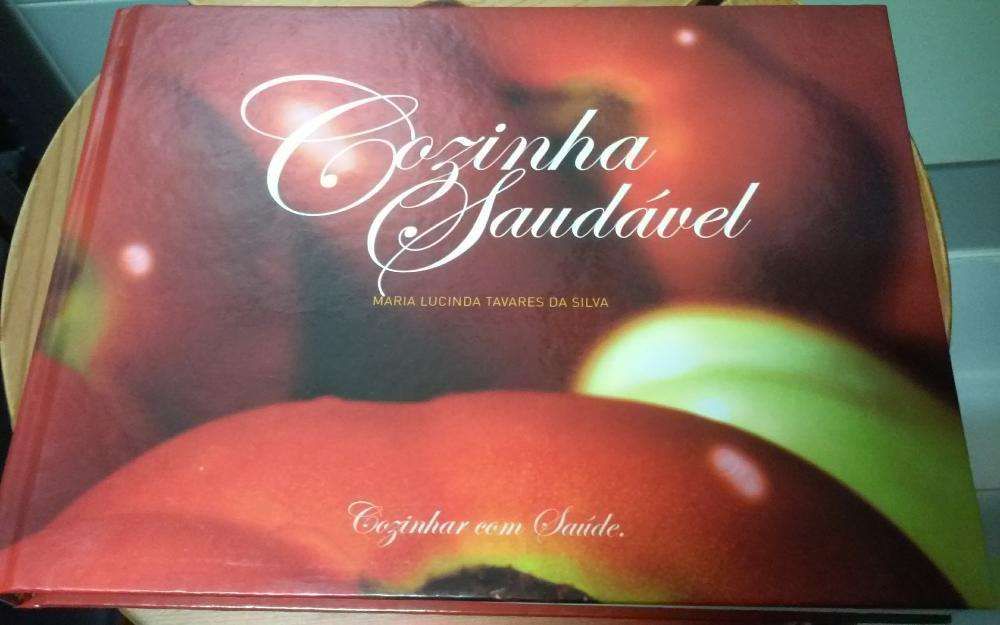 Cozinha
Saudável
MARIA LUCINDA TAVARES DA SILVA
Cozinhar com Saúde.